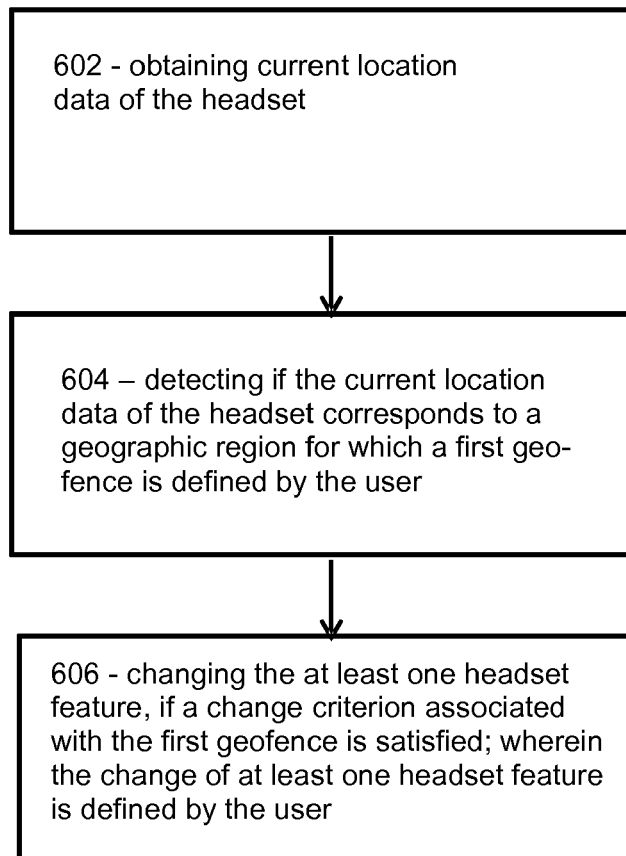 602 - obtaining current location
data of the headset
604 – detecting if the current location
data of the headset corresponds to a
geographic region for which a first geo-
fence is defined by the user
606 - changing the at least one headset
feature, if a change criterion associated
with the first geofence is satisfied; wherein
the change of at least one headset feature
is defined by the user